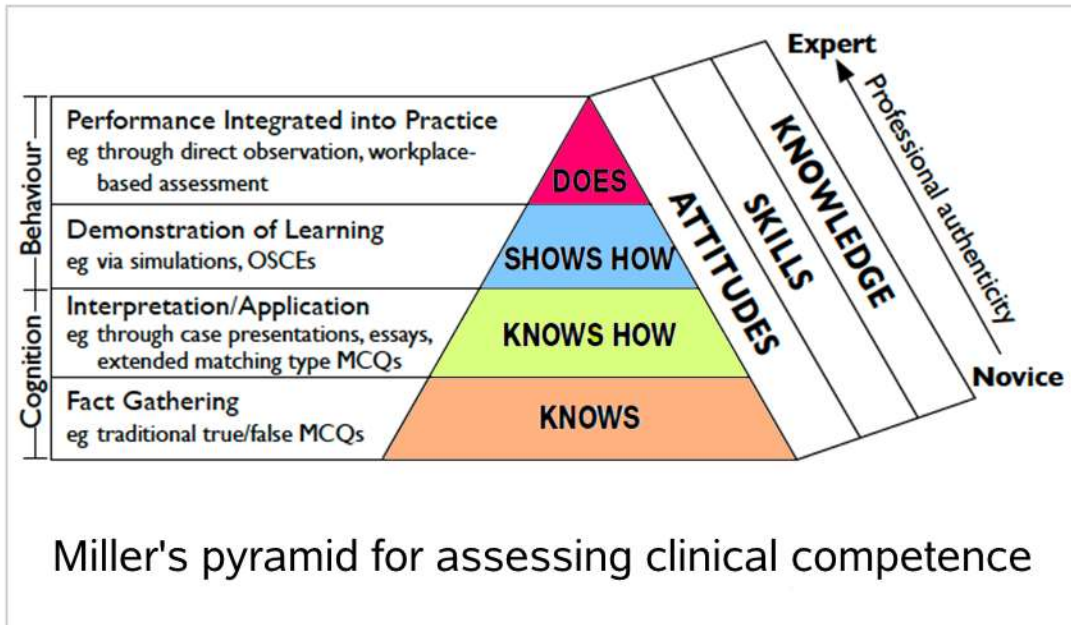 Behaviour
Cognition
Performance Integrated into Practice
eg through direct observation, workplace-
based assessment
Demonstration of Learning
eg via simulations, OSCEs
Interpretation/Application
eg through case presentations, essays,
extended matching type MCQs
Fact Gathering
eg traditional true/false MCQs
DOES
SHOWS HOW
KNOWS HOW
KNOWS
ATTITUDES
SKILLS
KNOWLEDGE
Expert
Professional authenticity
Novice
Miller's pyramid for assessing clinical competence